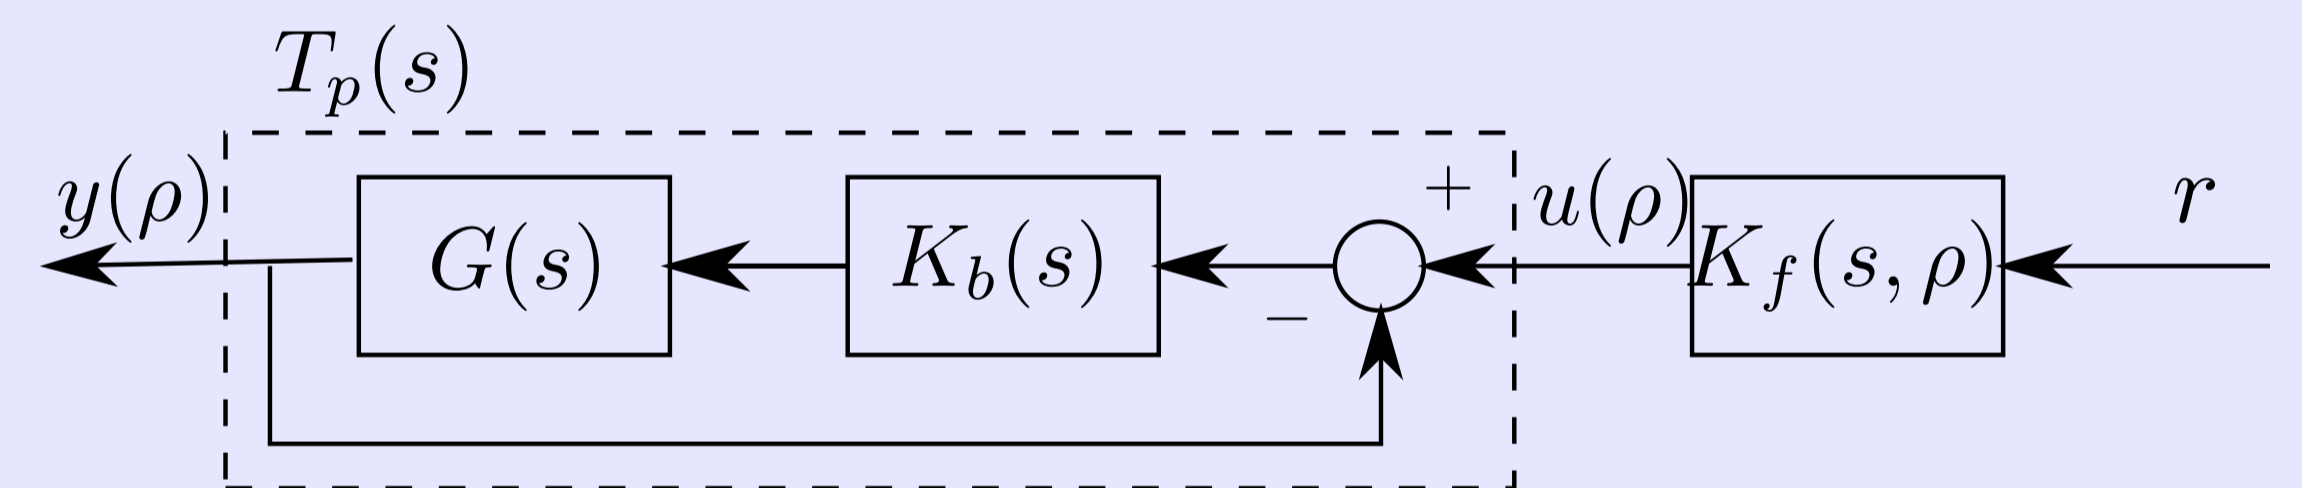 T_p(s)
y(ρ)
G(s)
K_b(s)
+
−
u(ρ)
K_f(s, ρ)
r